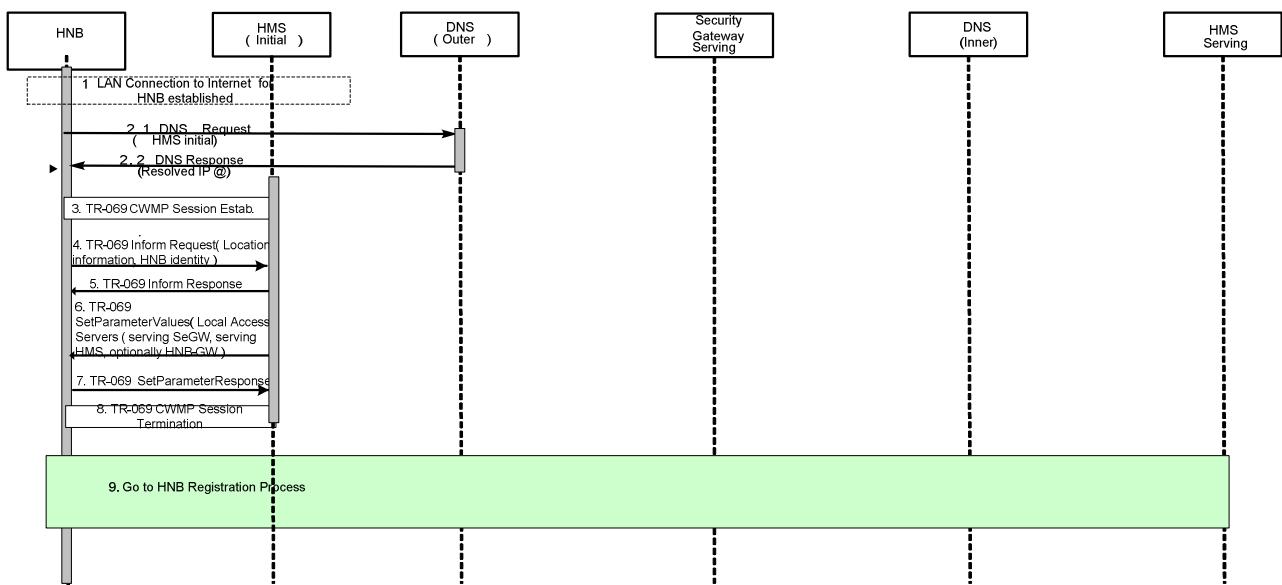 HNB
HMS
( Initial )
DNS
( Outer )
Security
Gateway
Serving
DNS
(Inner)
HMS
Serving
1 LAN Connection to Internet for
HNB established
2. 1. DNS Request
( HMS initial)
2. 2. DNS Response
(Resolved IP @)
3. TR-069 CWMP Session Estab.
4. TR-069 Inform Request( Location
information, HNB identity )
5. TR-069 Inform Response
6. TR-069
SetParameterValues( Local Access
Servers ( serving SeGW, serving
HMS, optionally HNB-GW )
7. TR-069 SetParameterResponse
8. TR-069 CWMP Session
Termination
9. Go to HNB Registration Process